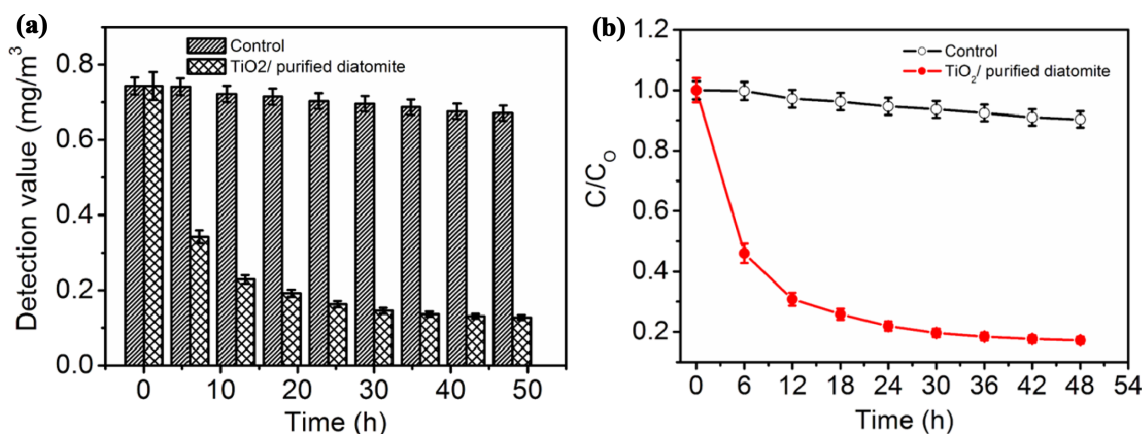 (a)
Control
TiO2/ purified diatomite
Detection value (mg/m³)
0.8
0.6
0.4
0.2
0.0
0 10 20 30 40 50
Time (h)
(b)
Control
TiO₂/ purified diatomite
C/C_O
1.2
1.0
0.8
0.6
0.4
0.2
0 6 12 18 24 30 36 42 48 54
Time (h)